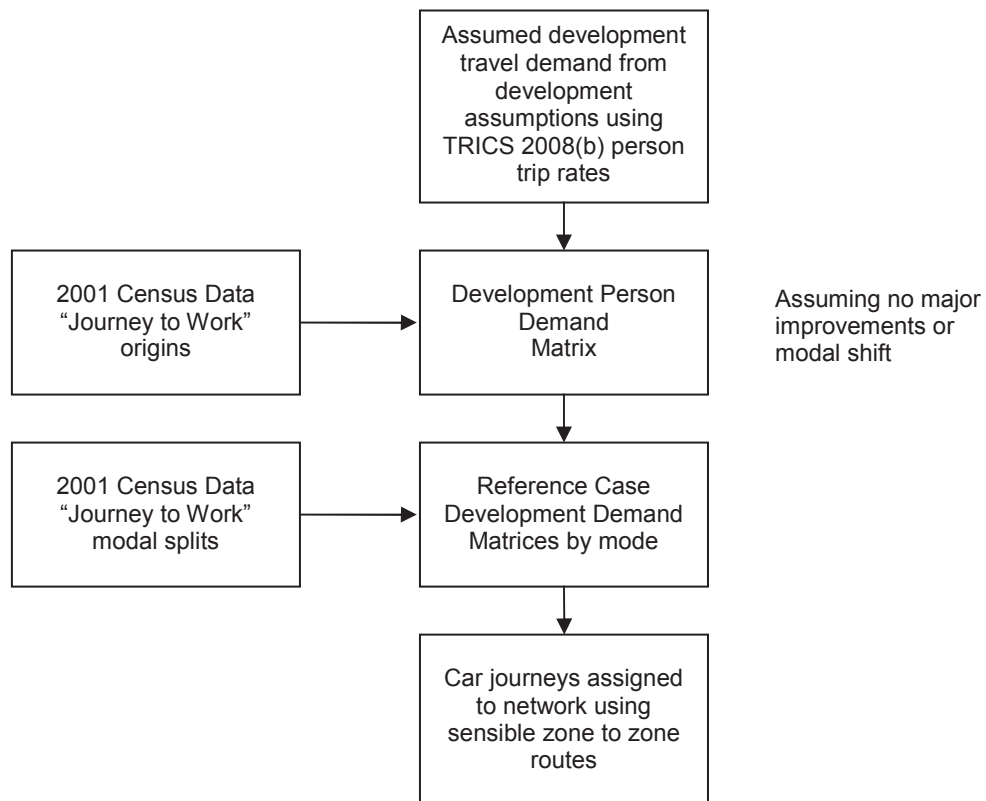 Assumed development
travel demand from
development
assumptions using
TRICS 2008(b) person
trip rates
2001 Census Data
“Journey to Work”
origins
Development Person
Demand
Matrix
Assuming no major
improvements or
modal shift
2001 Census Data
“Journey to Work”
modal splits
Reference Case
Development Demand
Matrices by mode
Car journeys assigned
to network using
sensible zone to zone
routes